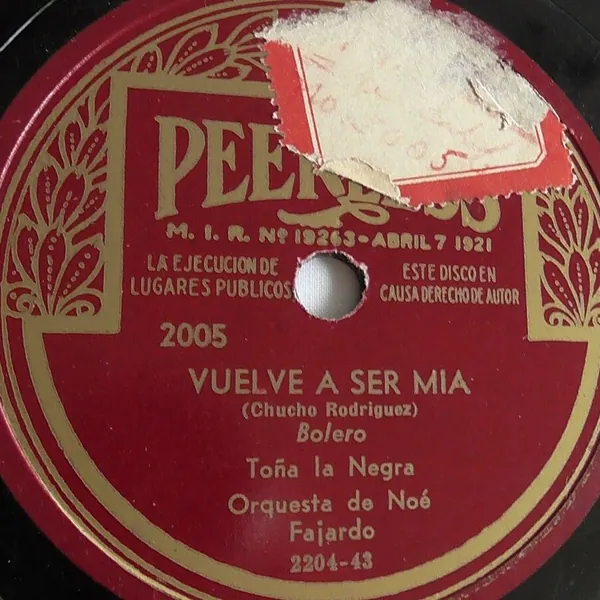 PEERLESS
M. I. R. Nº 19263-ABRIL 7 1921
LA EJECUCION DE
LUGARES PUBLICOS
ESTE DISCO EN
CAUSA DERECHO DE AUTOR
2005
VUELVE A SER MIA
(Chucho Rodriguez)
Bolero
Toña la Negra
Orquesta de Noé
Fajardo
2204-43